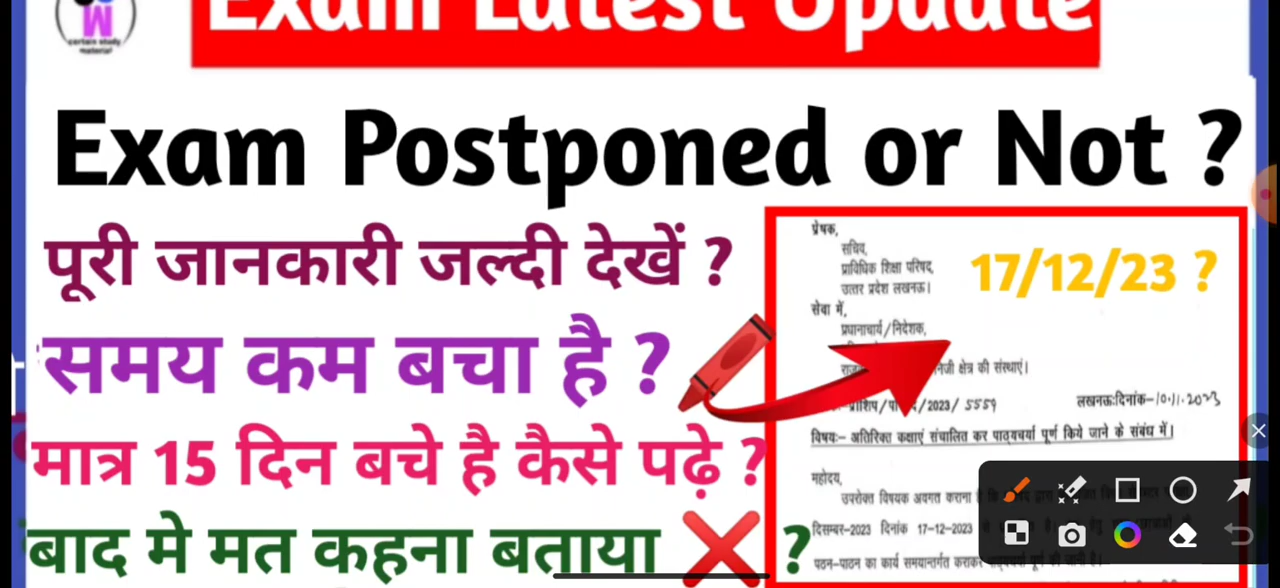 certain study
material
Exam Latest Update
Exam Postponed or Not ?
पूरी जानकारी जल्दी देखें ?
समय कम बचा है ?
मात्र 15 दिन बचे है कैसे पढ़े ?
बाद मे मत कहना बताया ❌ ?
17/12/23 ?
प्रेषक,
सचिव,
प्राविधिक शिक्षा परिषद,
उत्तर प्रदेश लखनऊ।
सेवा में,
प्रधानाचार्य/निदेशक,
निजी क्षेत्र की संस्थाएं।
/2023/ 5559
लखनऊ:दिनांक-10.11.2023
विषय:- अतिरिक्त कक्षाएं संचालित कर पाठ्यचर्या पूर्ण किये जाने के संबंध में।
महोदय,
उपरोक्त विषयक अवगत कराना है
दिसम्बर-2023 दिनांक 17-12-2023
पठन-पाठन का कार्य समयान्तर्गत कराकर